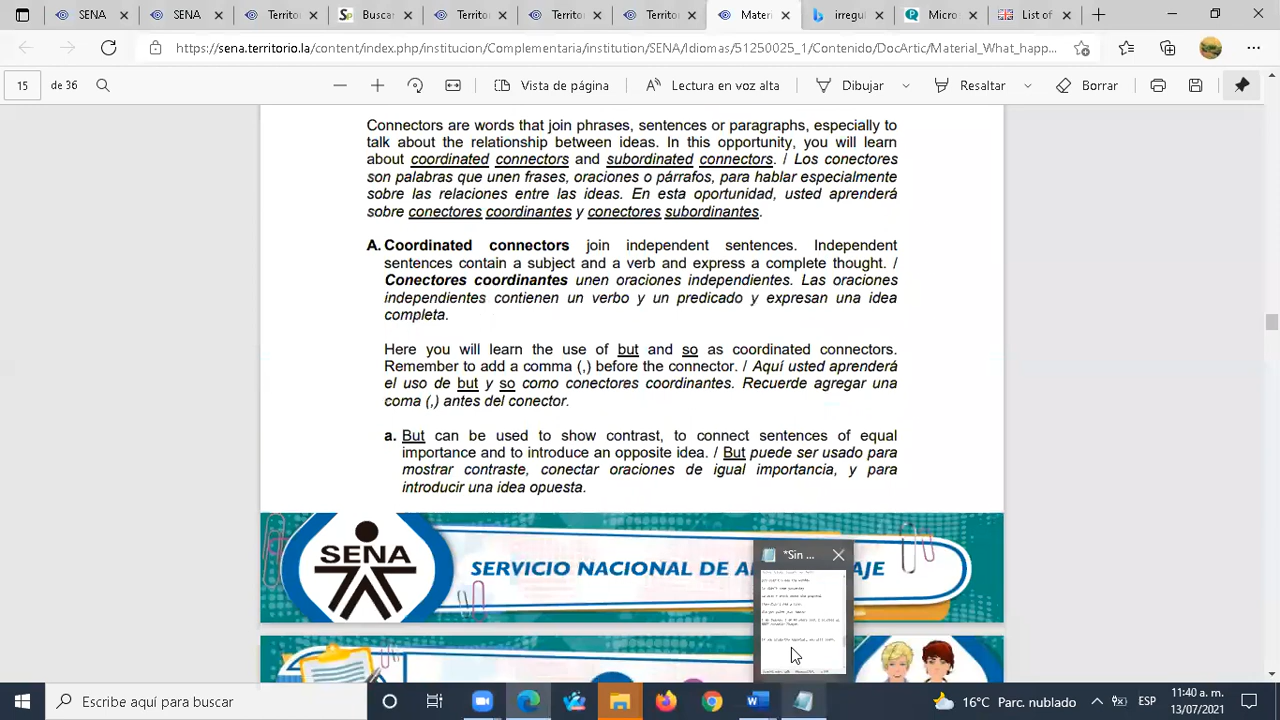 SENA
SENA
Territo
Buscar
Territo
Territo
Territo
Mater
buying
Micro
List of
https://sena.territorio.la/content/index.php/institucion/Complementaria/institution/SENA/Idiomas/51250025_1/Contenido/DocArtic/Material_What_happ...
15 de 36 Vista de página Lectura en voz alta Dibujar Resaltar Borrar
Connectors are words that join phrases, sentences or paragraphs, especially to
talk about the relationship between ideas. In this opportunity, you will learn
about coordinated connectors and subordinated connectors. / Los conectores
son palabras que unen frases, oraciones o párrafos, para hablar especialmente
sobre las relaciones entre las ideas. En esta oportunidad, usted aprenderá
sobre conectores coordinantes y conectores subordinantes.
A. Coordinated connectors join independent sentences. Independent
sentences contain a subject and a verb and express a complete thought. /
Conectores coordinantes unen oraciones independientes. Las oraciones
independientes contienen un verbo y un predicado y expresan una idea
completa.
Here you will learn the use of but and so as coordinated connectors.
Remember to add a comma (,) before the connector. / Aquí usted aprenderá
el uso de but y so como conectores coordinantes. Recuerde agregar una
coma (,) antes del conector.
a. But can be used to show contrast, to connect sentences of equal
importance and to introduce an opposite idea. / But puede ser usado para
mostrar contraste, conectar oraciones de igual importancia, y para
introducir una idea opuesta.
SENA
SERVICIO NACIONAL DE AJE
*Sin ...
aquí para buscar
16°C Parc. nublado
ESP
11:40 a. m.
13/07/2021